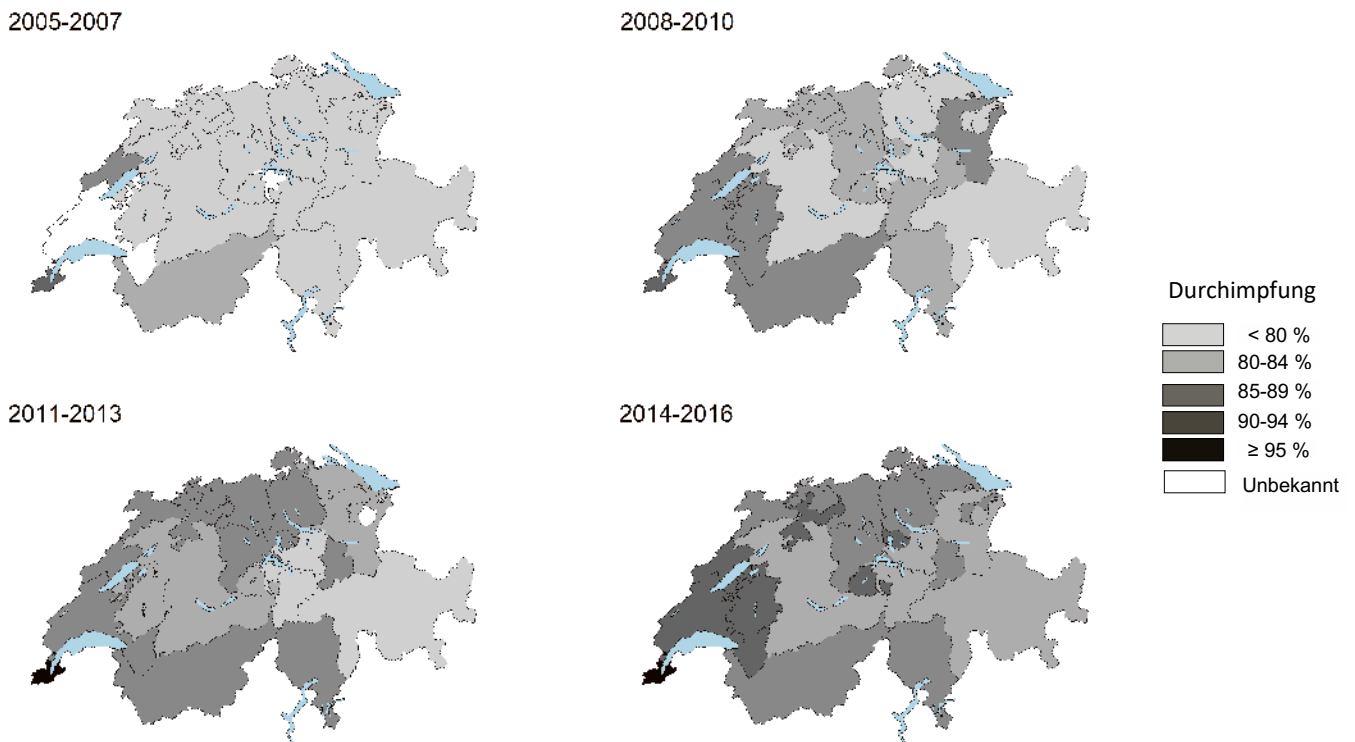 2005-2007
2008-2010
Durchimpfung
< 80 %
80-84 %
85-89 %
90-94 %
≥ 95 %
Unbekannt
2011-2013
2014-2016